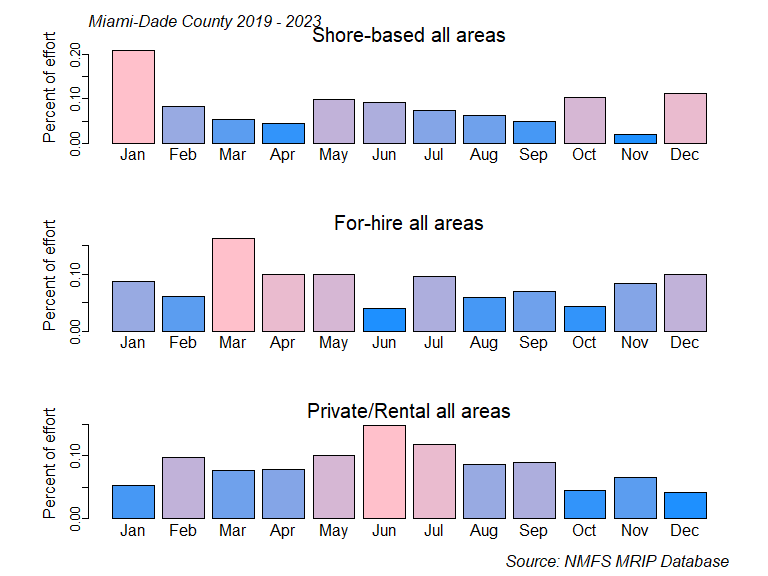 Miami-Dade County 2019 - 2023
Shore-based all areas
Percent of effort
0.20
0.10
0.00
Jan Feb Mar Apr May Jun Jul Aug Sep Oct Nov Dec
For-hire all areas
Percent of effort
0.10
0.00
Jan Feb Mar Apr May Jun Jul Aug Sep Oct Nov Dec
Private/Rental all areas
Percent of effort
0.10
0.00
Jan Feb Mar Apr May Jun Jul Aug Sep Oct Nov Dec
Source: NMFS MRIP Database